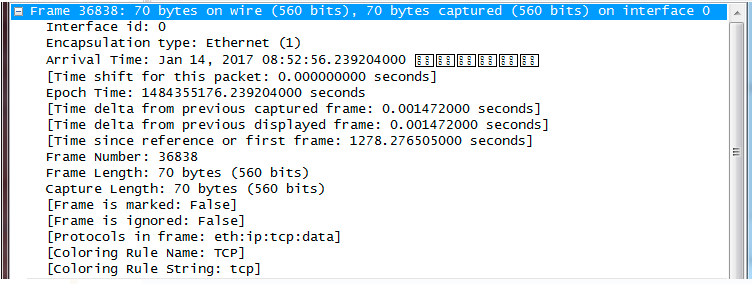 Frame 36838: 70 bytes on wire (560 bits), 70 bytes captured (560 bits) on interface 0
Interface id: 0
Encapsulation type: Ethernet (1)
Arrival Time: Jan 14, 2017 08:52:56.239204000
[Time shift for this packet: 0.000000000 seconds]
Epoch Time: 1484355176.239204000 seconds
[Time delta from previous captured frame: 0.001472000 seconds]
[Time delta from previous displayed frame: 0.001472000 seconds]
[Time since reference or first frame: 1278.276505000 seconds]
Frame Number: 36838
Frame Length: 70 bytes (560 bits)
Capture Length: 70 bytes (560 bits)
[Frame is marked: False]
[Frame is ignored: False]
[Protocols in frame: eth:ip:tcp:data]
[Coloring Rule Name: TCP]
[Coloring Rule String: tcp]